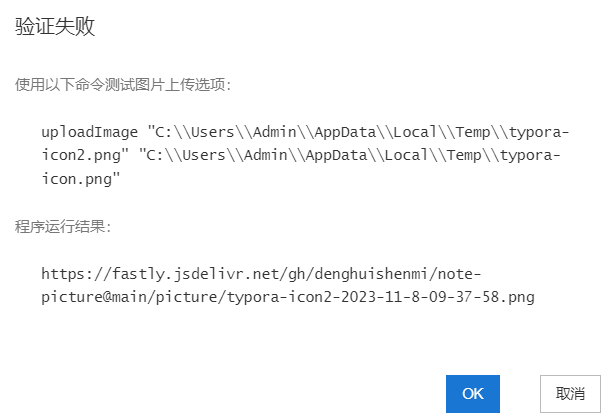 验证失败
使用以下命令测试图片上传选项：
uploadImage "C:\\Users\\Admin\\AppData\\Local\\Temp\\typora-
icon2.png" "C:\\Users\\Admin\\AppData\\Local\\Temp\\typora-
icon.png"
程序运行结果：
https://fastly.jsdelivr.net/gh/denghuishenmi/note-
picture@main/picture/typora-icon2-2023-11-8-09-37-58.png
OK
取消